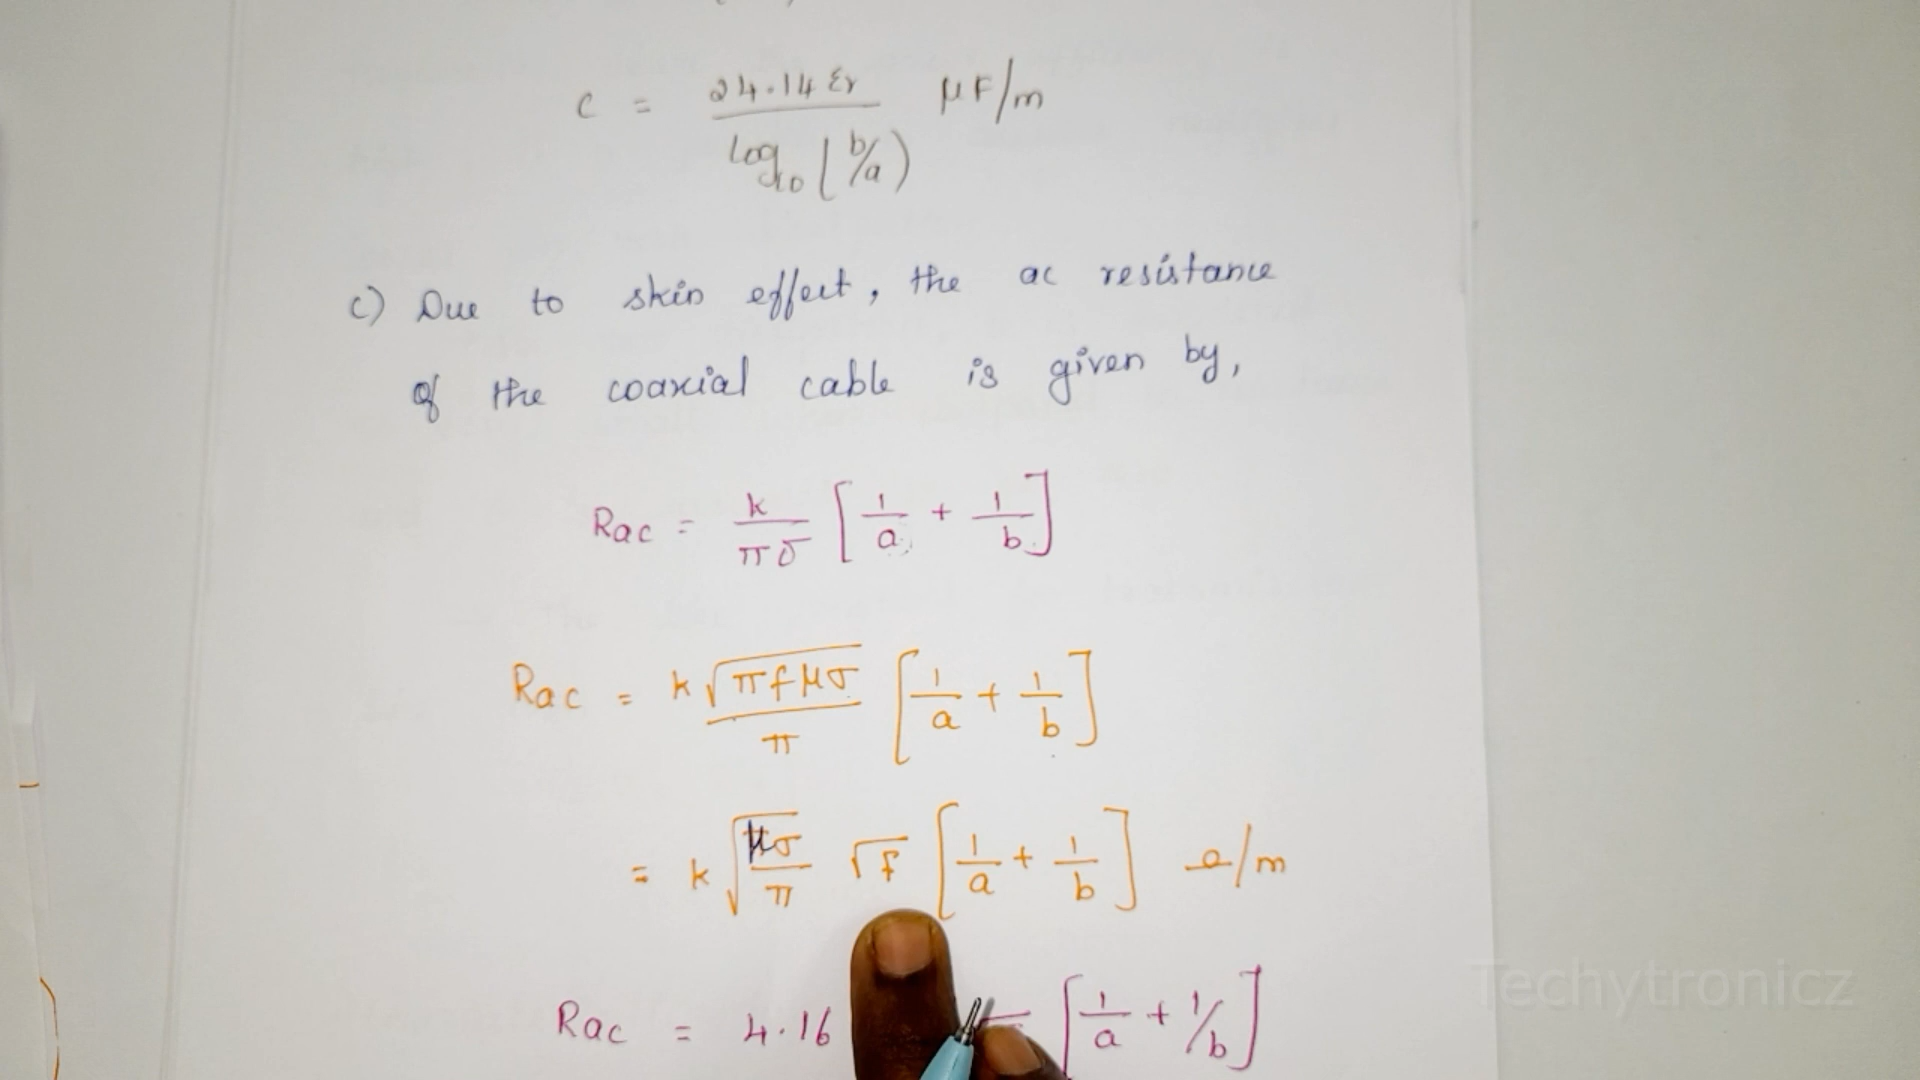 C = 24.14 εr / log10 (b/a) μF/m
c) Due to skin effect, the ac resistance
of the coaxial cable is given by,
Rac = k/πδ [1/a + 1/b]
Rac = k√πfμσ/π [1/a + 1/b]
= k√μσ/π √f [1/a + 1/b] Ω/m
Rac = 4.16 [1/a + 1/b]
Techytronicz